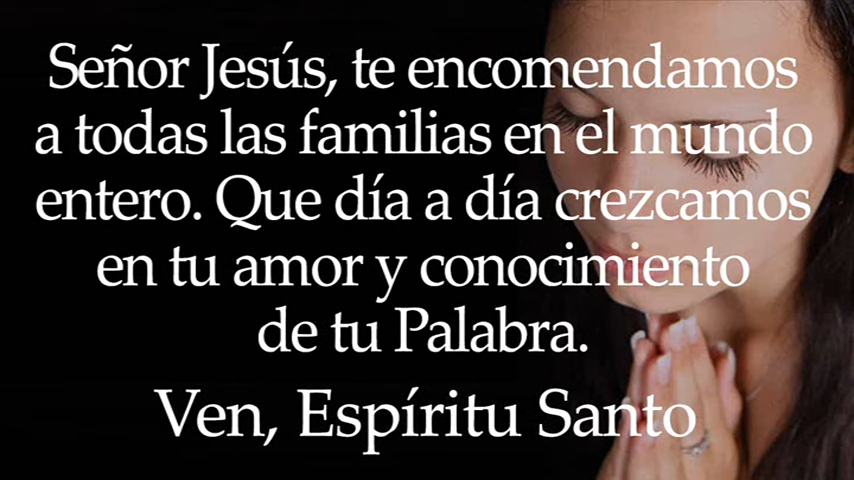 Señor Jesús, te encomendamos
a todas las familias en el mundo
entero. Que día a día crezcamos
en tu amor y conocimiento
de tu Palabra.
Ven, Espíritu Santo